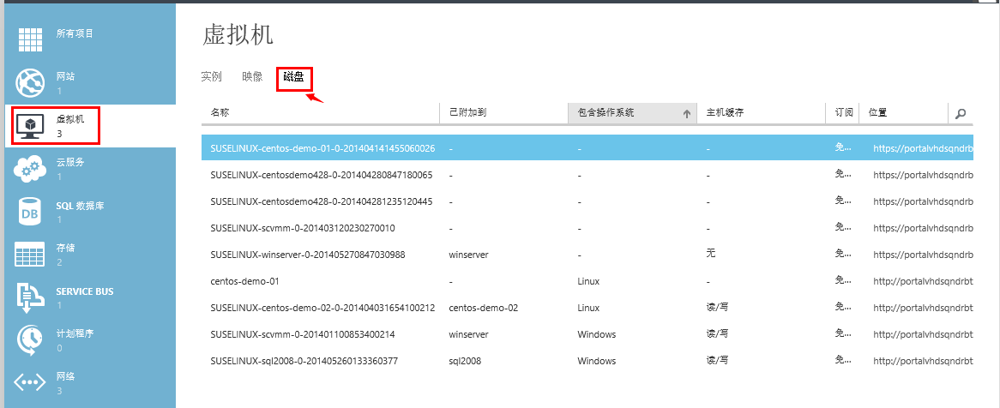 所有项目
网站
1
虚拟机
3
云服务
1
SQL 数据库
1
存储
2
SERVICE BUS
1
计划程序
0
网络
3
虚拟机
实例 映像 磁盘
名称 已附加到 包含操作系统 主机缓存 订阅 位置
SUSELINUX-centos-demo-01-0-201404141455060026 - - - 免... https://portalvhdsqndrb
SUSELINUX-centosdemo428-0-201404280847180065 - - - 免... https://portalvhdsqndrb
SUSELINUX-centosdemo428-0-201404281235120445 - - - 免... https://portalvhdsqndrb
SUSELINUX-scvmm-0-201403120230270010 - - - 免... https://portalvhdsqndrb
SUSELINUX-winserver-0-201405270847030988 winserver - 无 免... https://portalvhdsqndrb
centos-demo-01 - Linux - 免... https://portalvhdsqndrbt
SUSELINUX-centos-demo-02-0-201404031654100212 centos-demo-02 Linux 读/写 免... https://portalvhdsqndrbt
SUSELINUX-scvmm-0-201401100853400214 winserver Windows 读/写 免... https://portalvhdsqndrbt
SUSELINUX-sql2008-0-201405260133360377 sql2008 Windows 读/写 免... https://portalvhdsqndrbt